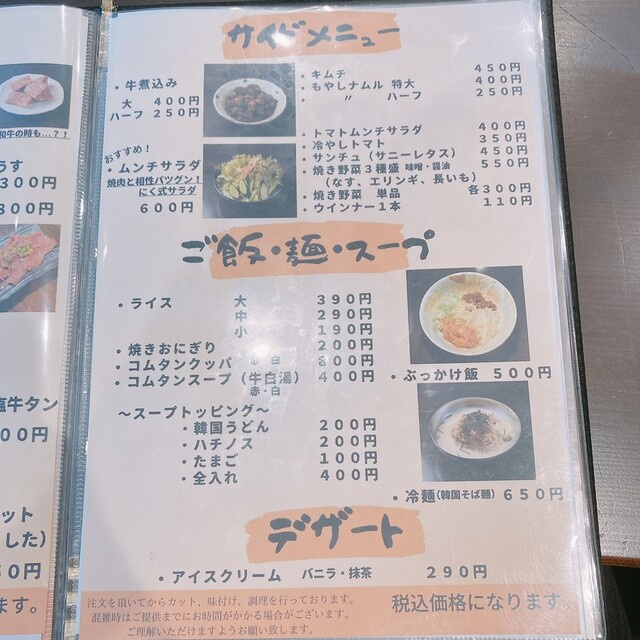 サイドメニュー
・牛煮込み
大 400円
ハーフ 250円
おすすめ!
・ムンチサラダ
焼肉と相性バツグン!
にく式サラダ
600円
・キムチ 450円
・もやしナムル 特大 400円
・ 〃 ハーフ 250円
・トマトムンチサラダ 400円
・冷やしトマト 350円
・サンチュ(サニーレタス) 450円
・焼き野菜3種盛 味噌・醤油 550円
(なす、エリンギ、長いも)
・焼き野菜 単品 各300円
・ウインナー1本 110円
ご飯・麺・スープ
・ライス 大 390円
中 290円
小 190円
・焼きおにぎり 200円
・コムタンクッパ 赤・白 800円
・コムタンスープ(牛白湯) 400円
赤・白
〜スープトッピング〜
・韓国うどん 200円
・ハチノス 200円
・たまご 100円
・全入れ 400円
・ぶっかけ飯 500円
・冷麺(韓国そば麺) 650円
デザート
・アイスクリーム バニラ・抹茶 290円
注文を頂いてからカット、味付け、調理を行っております。
混雑時はご提供までにお時間がかかる場合がございます。
ご理解いただけますようお願い致します。
税込価格になります。
和牛の時も…?!
うす
300円
300円
塩牛タン
00円
ット
した)
50円
ます。